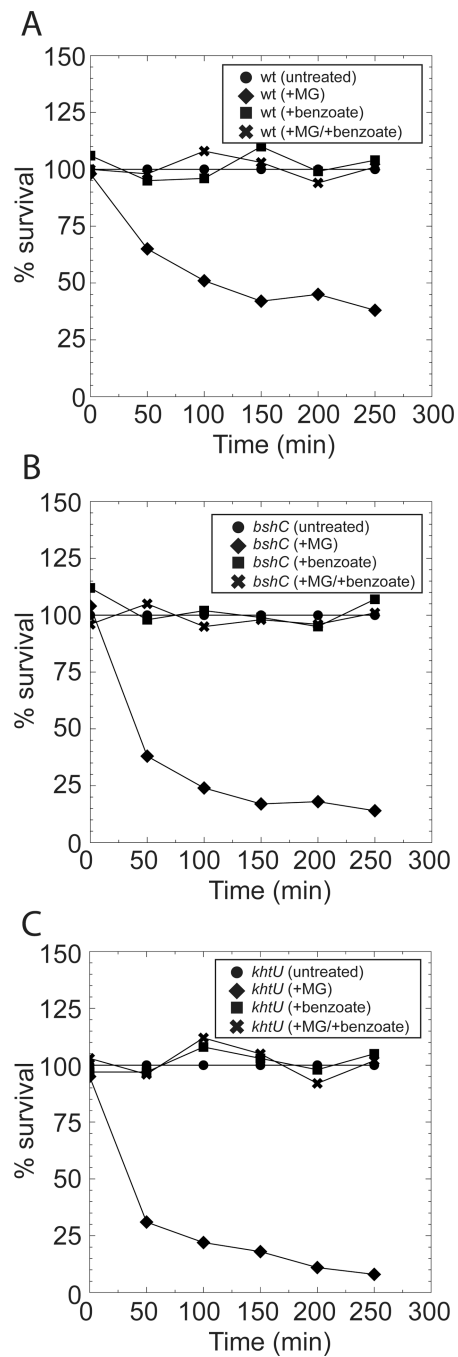 A
150
125
100
75
50
25
0
% survival
wt (untreated)
wt (+MG)
wt (+benzoate)
wt (+MG/+benzoate)
0 50 100 150 200 250 300
Time (min)
B
150
125
100
75
50
25
0
% survival
bshC (untreated)
bshC (+MG)
bshC (+benzoate)
bshC (+MG/+benzoate)
0 50 100 150 200 250 300
Time (min)
C
150
125
100
75
50
25
0
% survival
khtU (untreated)
khtU (+MG)
khtU (+benzoate)
khtU (+MG/+benzoate)
0 50 100 150 200 250 300
Time (min)